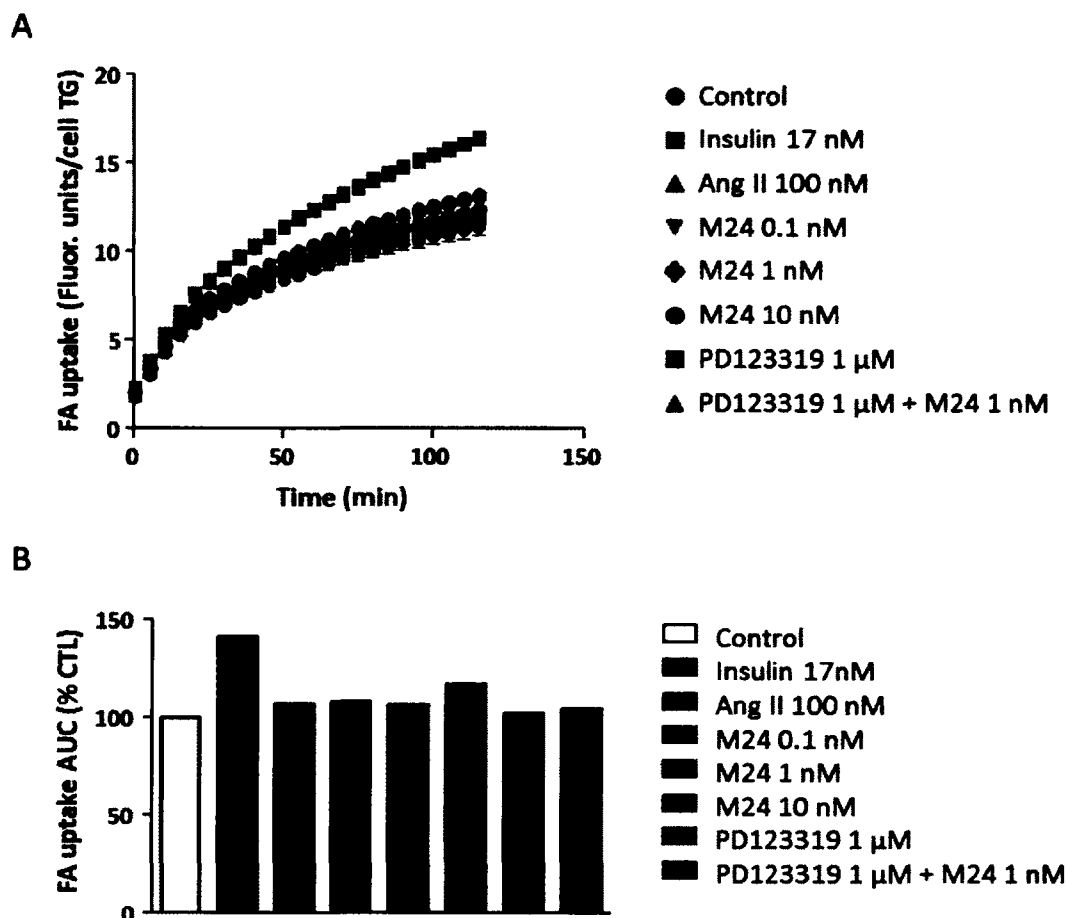 A
FA uptake (Fluor. units/cell TG)
20
15
10
5
0
0 50 100 150
Time (min)
Control
Insulin 17 nM
Ang II 100 nM
M24 0.1 nM
M24 1 nM
M24 10 nM
PD123319 1 µM
PD123319 1 µM + M24 1 nM
B
FA uptake AUC (% CTL)
150
100
50
0
Control
Insulin 17nM
Ang II 100 nM
M24 0.1 nM
M24 1 nM
M24 10 nM
PD123319 1 µM
PD123319 1 µM + M24 1 nM